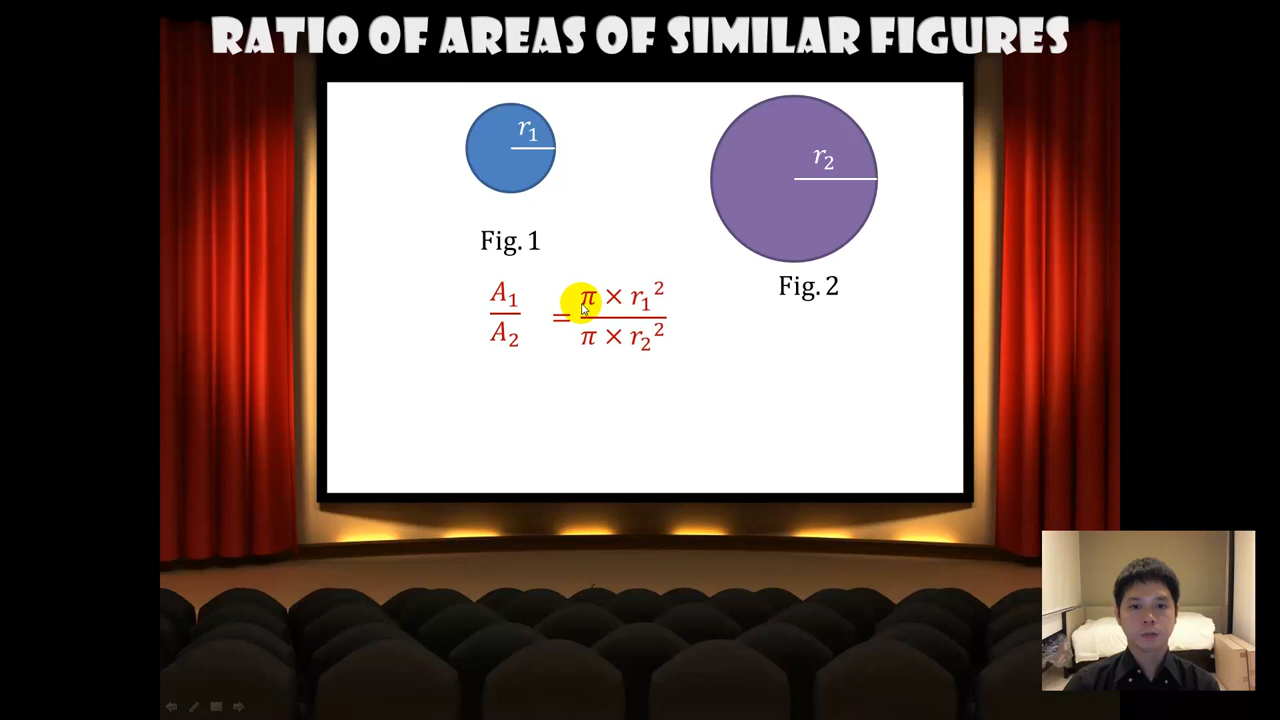 RATIO OF AREAS OF SIMILAR FIGURES
r₁
r₂
Fig. 1
Fig. 2
A₁/A₂ = π × r₁²/π × r₂²